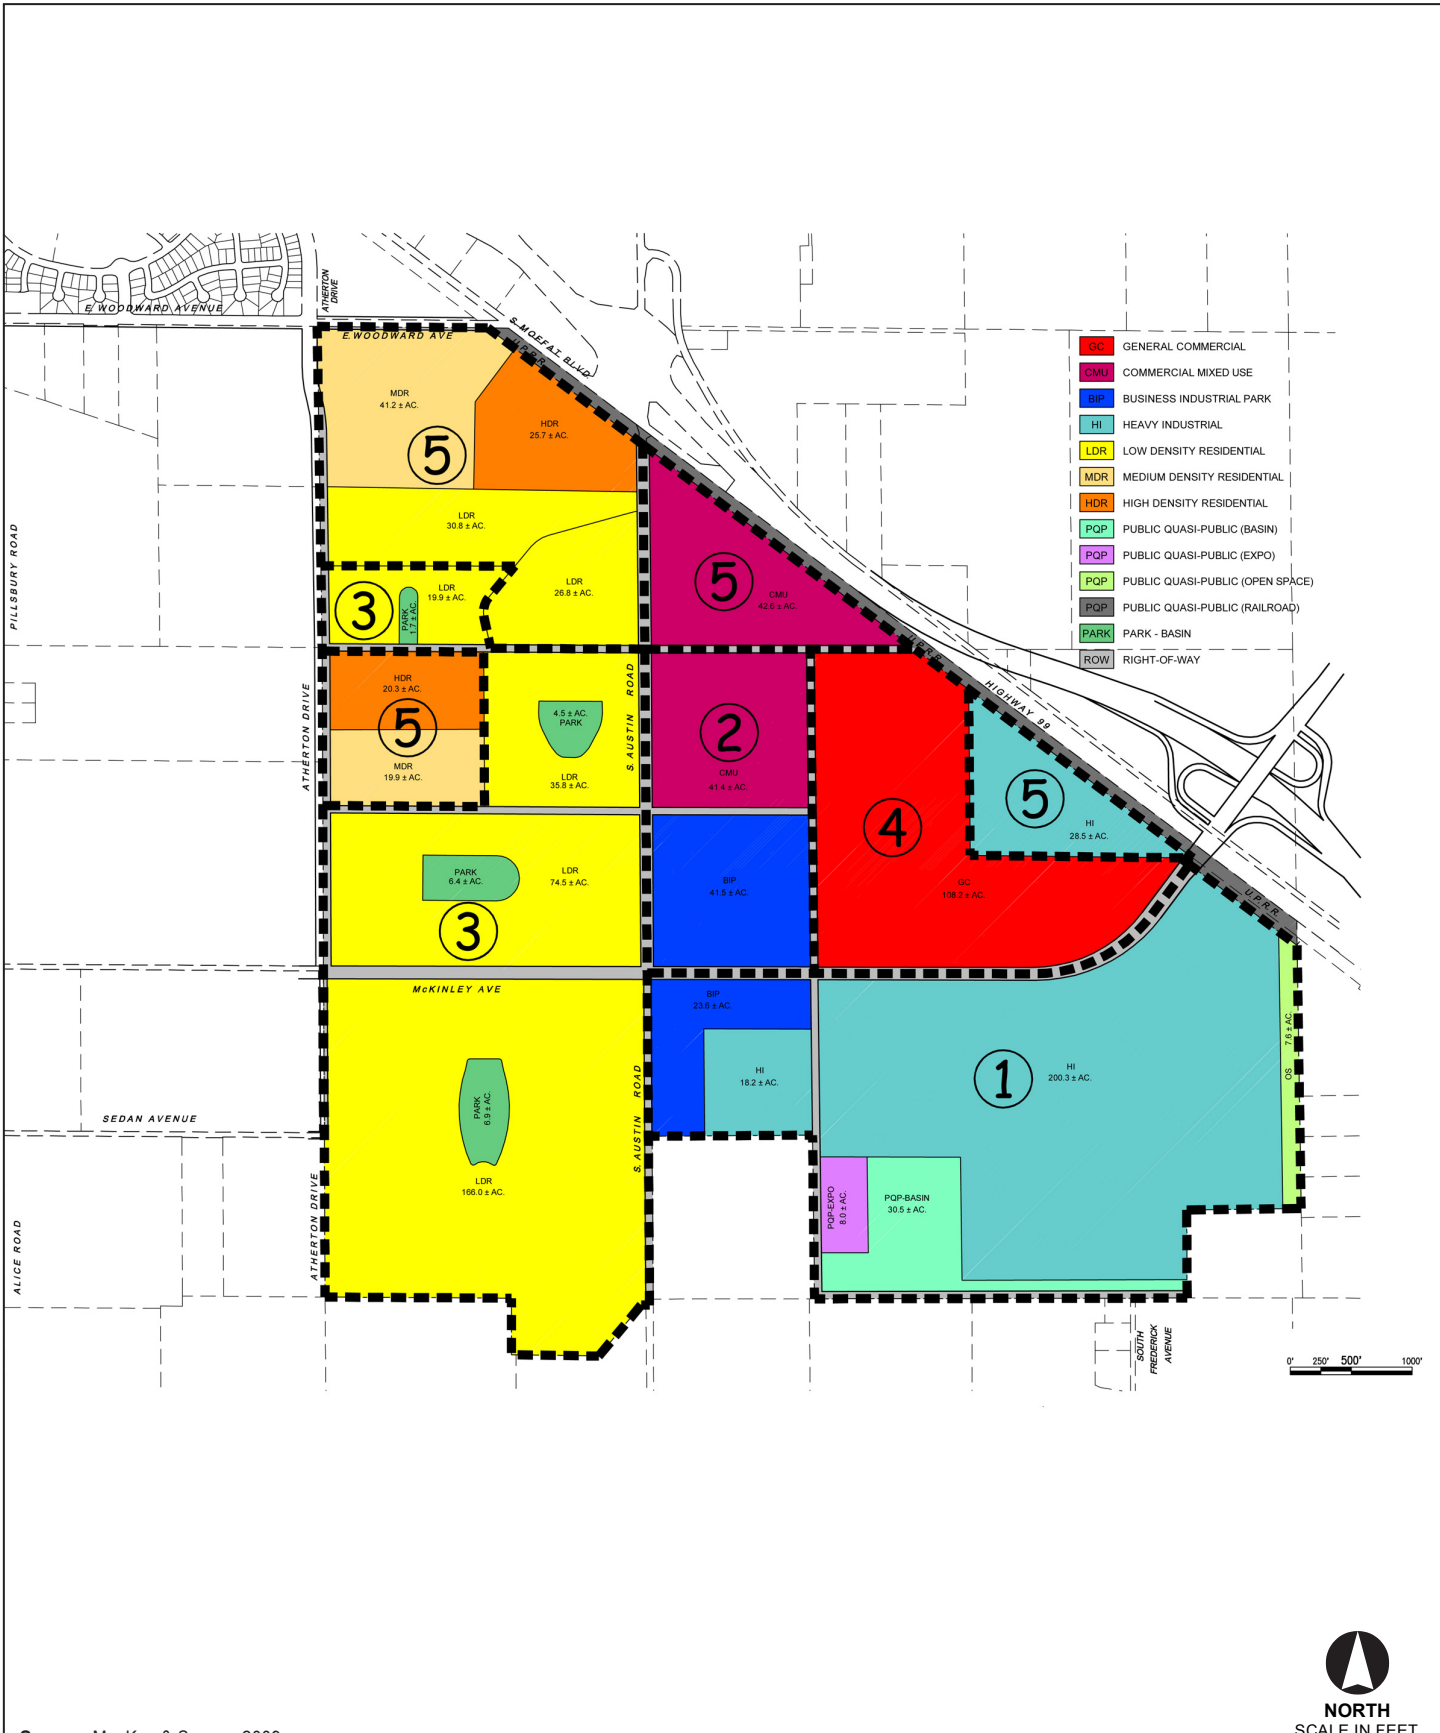 ATHERTON
DRIVE
E.WOODWARD AVENUE
E.WOODWARD AVE
S.MOFFAT BLVD
U.P.R.R.
GC GENERAL COMMERCIAL
CMU COMMERCIAL MIXED USE
BIP BUSINESS INDUSTRIAL PARK
HI HEAVY INDUSTRIAL
LDR LOW DENSITY RESIDENTIAL
MDR MEDIUM DENSITY RESIDENTIAL
HDR HIGH DENSITY RESIDENTIAL
PQP PUBLIC QUASI-PUBLIC (BASIN)
PQP PUBLIC QUASI-PUBLIC (EXPO)
PQP PUBLIC QUASI-PUBLIC (OPEN SPACE)
PQP PUBLIC QUASI-PUBLIC (RAILROAD)
PARK PARK - BASIN
ROW RIGHT-OF-WAY
MDR
41.2 ± AC.
HDR
25.7 ± AC.
5
LDR
30.8 ± AC.
PILLSBURY ROAD
3
PARK
1.7± AC.
LDR
19.9 ± AC.
LDR
26.8 ± AC.
5
CMU
42.6 ± AC.
U.P.R.R.
HIGHWAY 99
HDR
20.3 ± AC.
5
MDR
19.9 ± AC.
4.5 ± AC.
PARK
LDR
35.8 ± AC.
S.AUSTIN ROAD
ATHERTON DRIVE
2
CMU
41.4 ± AC.
4
GC
108.2 ± AC.
5
HI
28.5 ± AC.
PARK
6.4 ± AC.
LDR
74.5 ± AC.
3
BIP
41.5 ± AC.
U.P.R.R.
McKINLEY AVE
BIP
23.6 ± AC.
HI
18.2 ± AC.
1
HI
200.3 ± AC.
OS 7.6 ± AC.
SEDAN AVENUE
PARK
6.9 ± AC.
LDR
166.0 ± AC.
S.AUSTIN ROAD
ATHERTON DRIVE
ALICE ROAD
PQP-EXPO
8.0 ± AC.
PQP-BASIN
30.5 ± AC.
SOUTH
FREDERICK
AVENUE
0' 250' 500' 1000'
NORTH
SCALE IN FEET